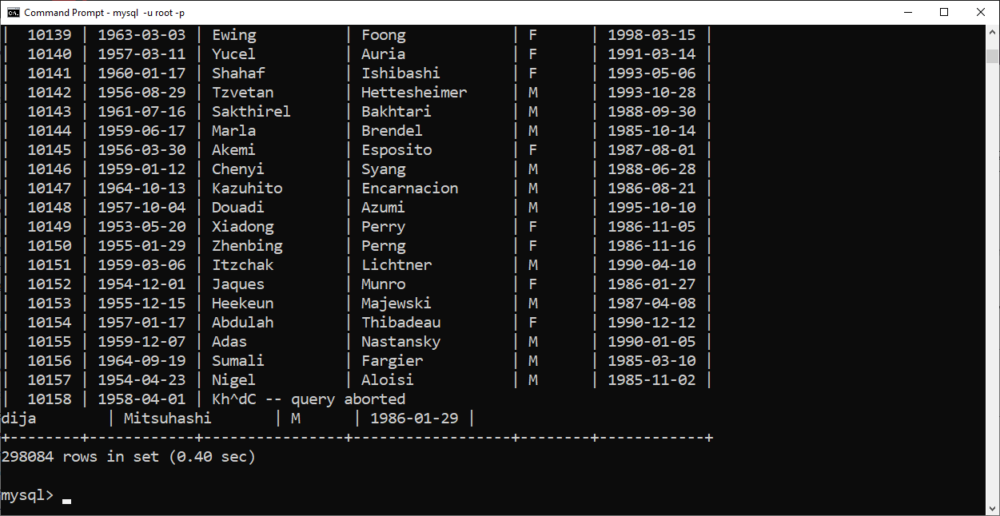 Command Prompt - mysql  -u root -p
|  10139 | 1963-03-03 | Ewing          | Foong            | F      | 1998-03-15 |
|  10140 | 1957-03-11 | Yucel          | Auria            | F      | 1991-03-14 |
|  10141 | 1960-01-17 | Shahaf         | Ishibashi        | F      | 1993-05-06 |
|  10142 | 1956-08-29 | Tzvetan        | Hettesheimer     | M      | 1993-10-28 |
|  10143 | 1961-07-16 | Sakthirel      | Bakhtari         | M      | 1988-09-30 |
|  10144 | 1959-06-17 | Marla          | Brendel          | M      | 1985-10-14 |
|  10145 | 1956-03-30 | Akemi          | Esposito         | F      | 1987-08-01 |
|  10146 | 1959-01-12 | Chenyi         | Syang            | M      | 1988-06-28 |
|  10147 | 1964-10-13 | Kazuhito       | Encarnacion      | M      | 1986-08-21 |
|  10148 | 1957-10-04 | Douadi         | Azumi            | M      | 1995-10-10 |
|  10149 | 1953-05-20 | Xiadong        | Perry            | F      | 1986-11-05 |
|  10150 | 1955-01-29 | Zhenbing       | Perng            | F      | 1986-11-16 |
|  10151 | 1959-03-06 | Itzchak        | Lichtner         | M      | 1990-04-10 |
|  10152 | 1954-12-01 | Jaques         | Munro            | F      | 1986-01-27 |
|  10153 | 1955-12-15 | Heekeun        | Majewski         | M      | 1987-04-08 |
|  10154 | 1957-01-17 | Abdulah        | Thibadeau        | F      | 1990-12-12 |
|  10155 | 1959-12-07 | Adas           | Nastansky        | M      | 1990-01-05 |
|  10156 | 1964-09-19 | Sumali         | Fargier          | M      | 1985-03-10 |
|  10157 | 1954-04-23 | Nigel          | Aloisi           | M      | 1985-11-02 |
|  10158 | 1958-04-01 | Kh^dC -- query aborted
dija        | Mitsuhashi       | M      | 1986-01-29 |
+--------+------------+----------------+------------------+--------+------------+
298084 rows in set (0.40 sec)
mysql>